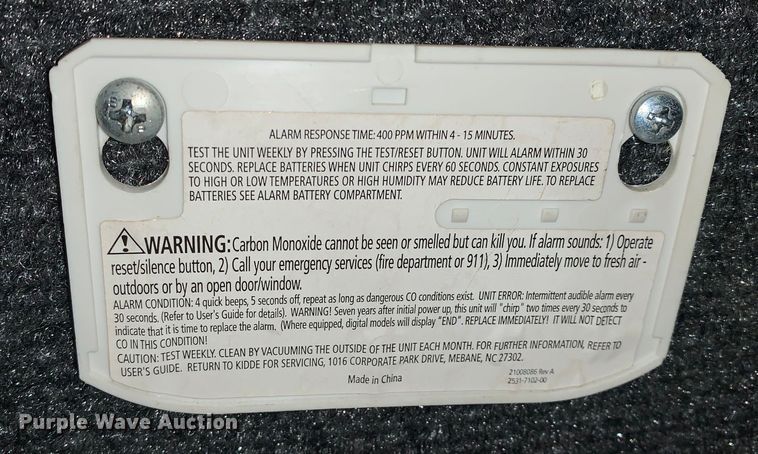 ALARM RESPONSE TIME: 400 PPM WITHIN 4 - 15 MINUTES.
TEST THE UNIT WEEKLY BY PRESSING THE TEST/RESET BUTTON. UNIT WILL ALARM WITHIN 30
SECONDS. REPLACE BATTERIES WHEN UNIT CHIRPS EVERY 60 SECONDS. CONSTANT EXPOSURES
TO HIGH OR LOW TEMPERATURES OR HIGH HUMIDITY MAY REDUCE BATTERY LIFE. TO REPLACE
BATTERIES SEE ALARM BATTERY COMPARTMENT.
WARNING: Carbon Monoxide cannot be seen or smelled but can kill you. If alarm sounds: 1) Operate
reset/silence button, 2) Call your emergency services (fire department or 911), 3) Immediately move to fresh air -
outdoors or by an open door/window.
ALARM CONDITION: 4 quick beeps, 5 seconds off, repeat as long as dangerous CO conditions exist. UNIT ERROR: Intermittent audible alarm every
30 seconds. (Refer to User's Guide for details). WARNING! Seven years after initial power up, this unit will "chirp" two times every 30 seconds to
indicate that it is time to replace the alarm. (Where equipped, digital models will display "END". REPLACE IMMEDIATELY! IT WILL NOT DETECT
CO IN THIS CONDITION!
CAUTION: TEST WEEKLY. CLEAN BY VACUUMING THE OUTSIDE OF THE UNIT EACH MONTH. FOR FURTHER INFORMATION, REFER TO
USER'S GUIDE. RETURN TO KIDDE FOR SERVICING, 1016 CORPORATE PARK DRIVE, MEBANE, NC 27302.
Made in China
21008086 Rev A
2531-7102-00
Purple Wave Auction